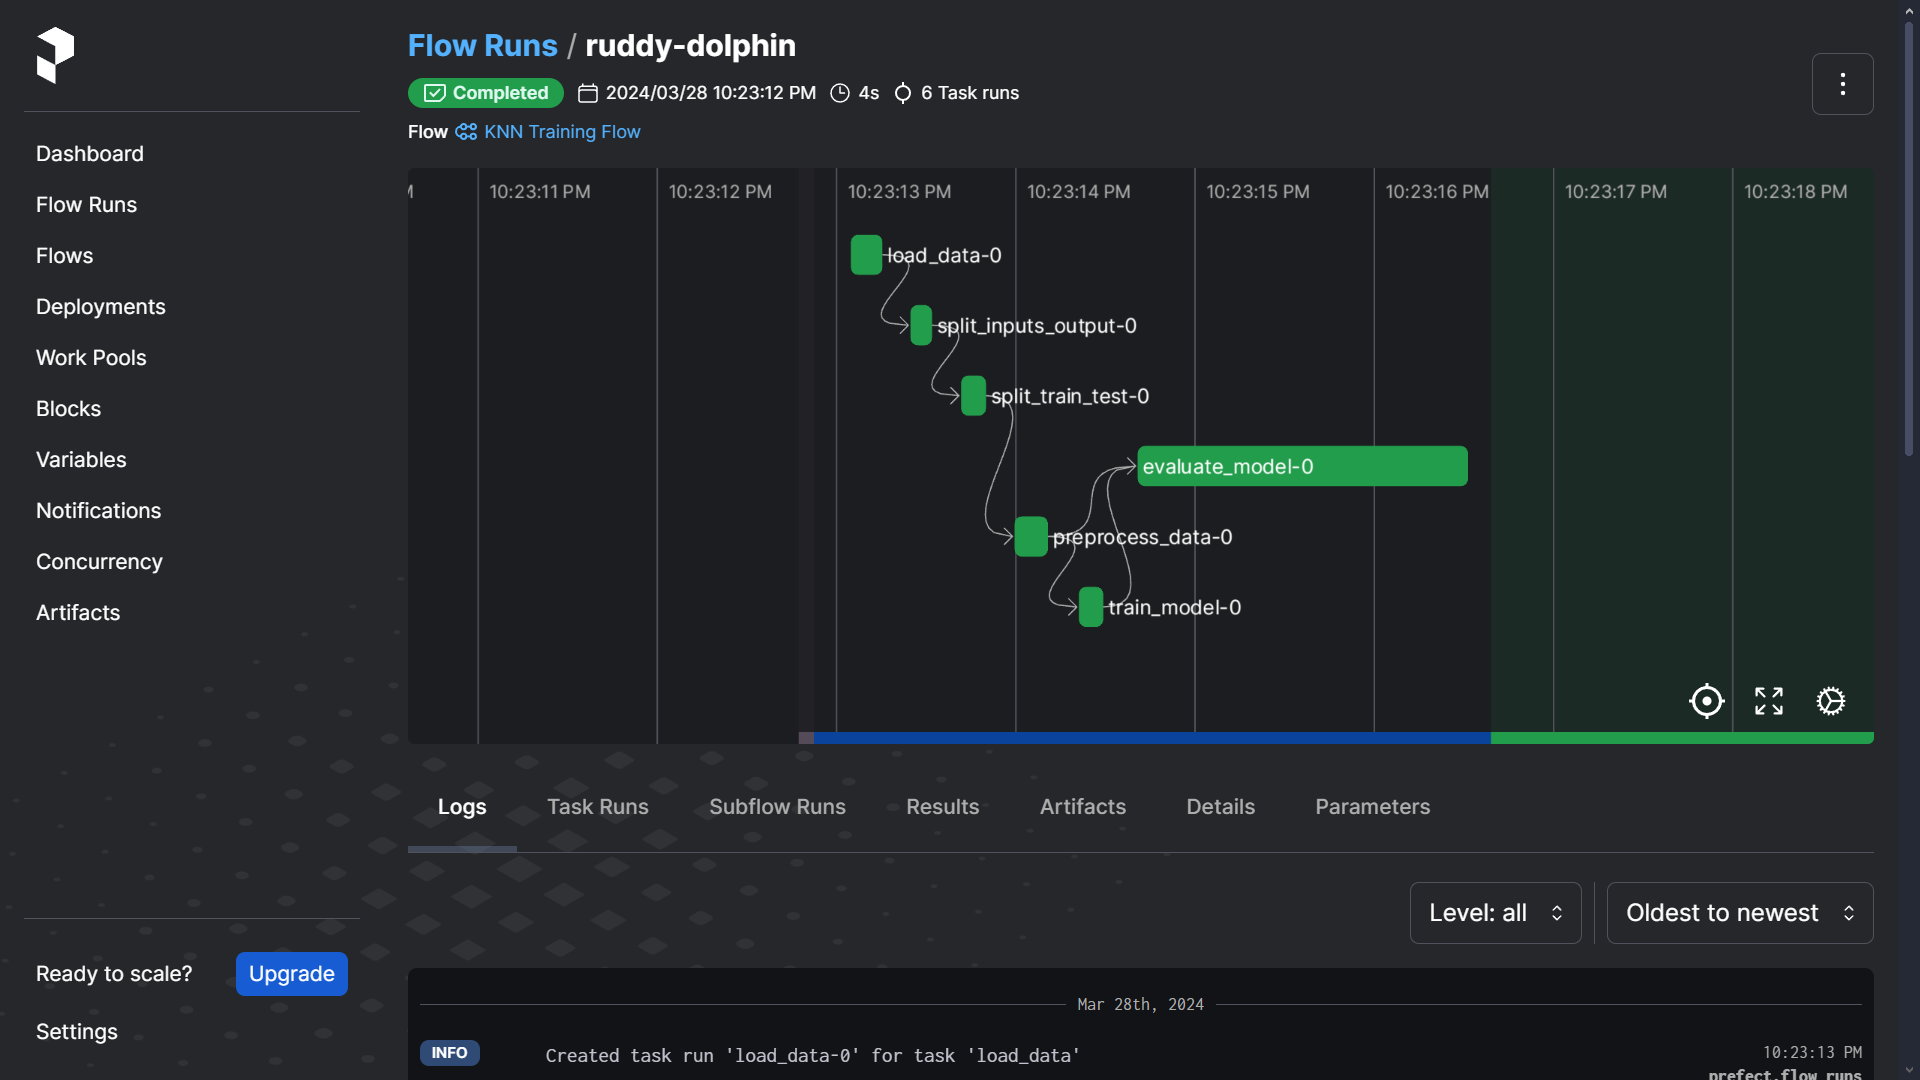 Flow Runs / ruddy-dolphin
Completed 2024/03/28 10:23:12 PM 4s 6 Task runs
Flow KNN Training Flow
Dashboard
Flow Runs
Flows
Deployments
Work Pools
Blocks
Variables
Notifications
Concurrency
Artifacts
Ready to scale? Upgrade
Settings
10:23:11 PM 10:23:12 PM 10:23:13 PM 10:23:14 PM 10:23:15 PM 10:23:16 PM 10:23:17 PM 10:23:18 PM
load_data-0
split_inputs_output-0
split_train_test-0
evaluate_model-0
preprocess_data-0
train_model-0
Logs Task Runs Subflow Runs Results Artifacts Details Parameters
Level: all Oldest to newest
Mar 28th, 2024
INFO Created task run 'load_data-0' for task 'load_data' 10:23:13 PM
prefect.flow_runs